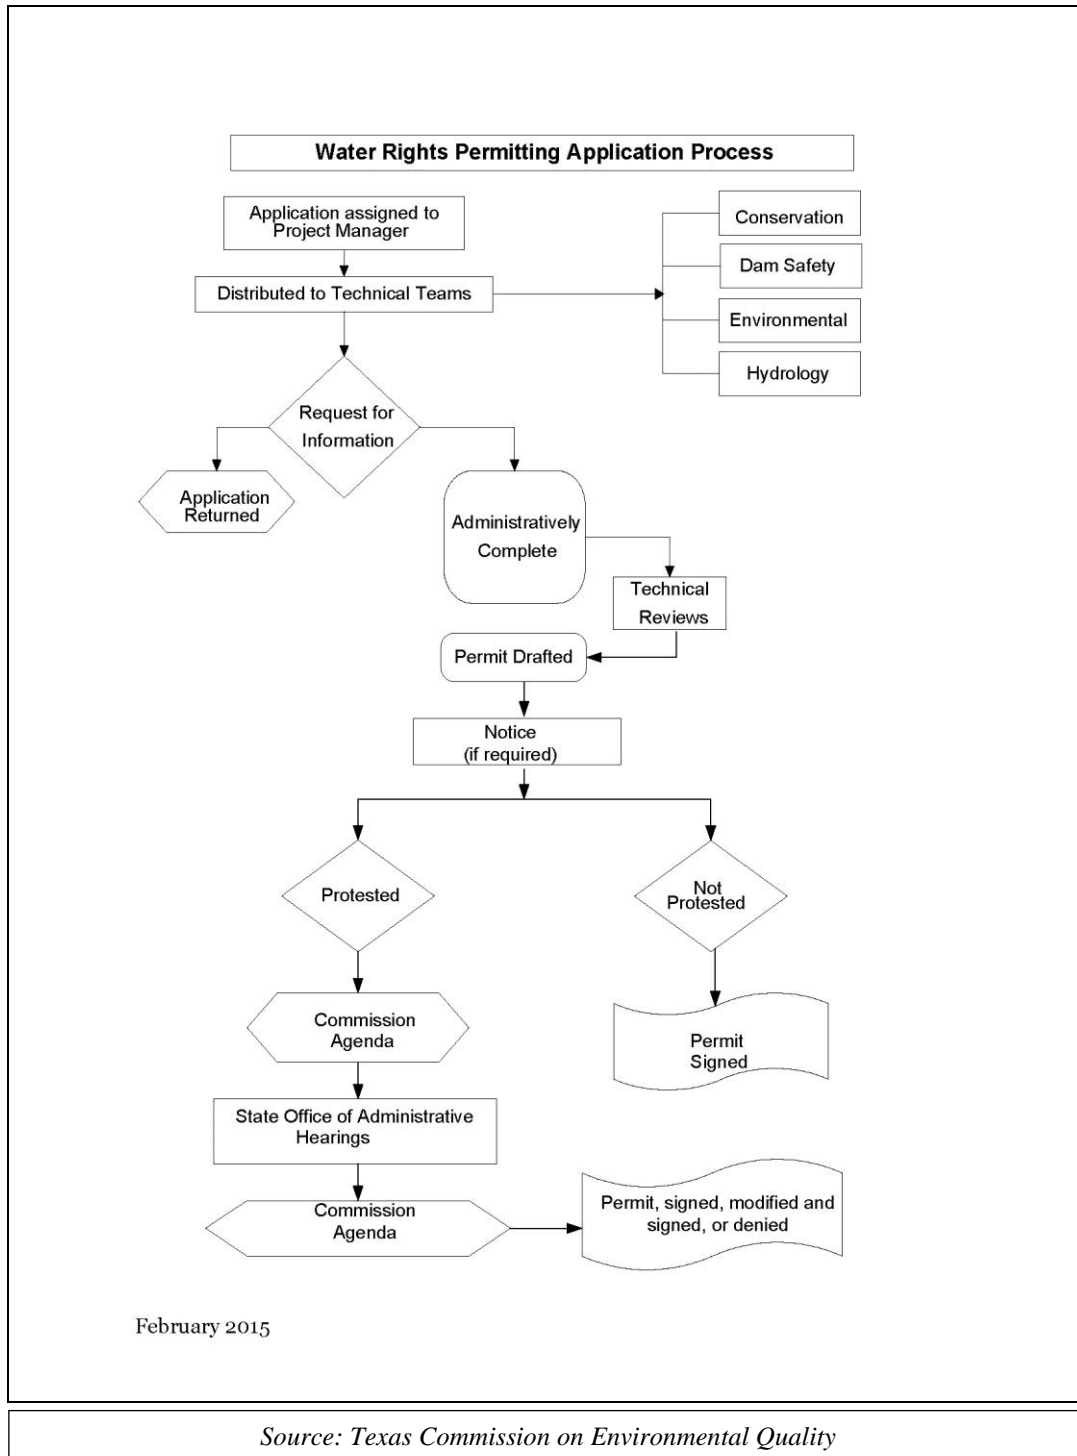 Water Rights Permitting Application Process
Application assigned to
Project Manager
Conservation
Dam Safety
Distributed to Technical Teams
Environmental
Hydrology
Request for
Information
Application
Returned
Administratively
Complete
Technical
Reviews
Permit Drafted
Notice
(if required)
Protested
Not
Protested
Commission
Agenda
Permit
Signed
State Office of Administrative
Hearings
Commission
Agenda
Permit, signed, modified and
signed, or denied
February 2015
Source: Texas Commission on Environmental Quality